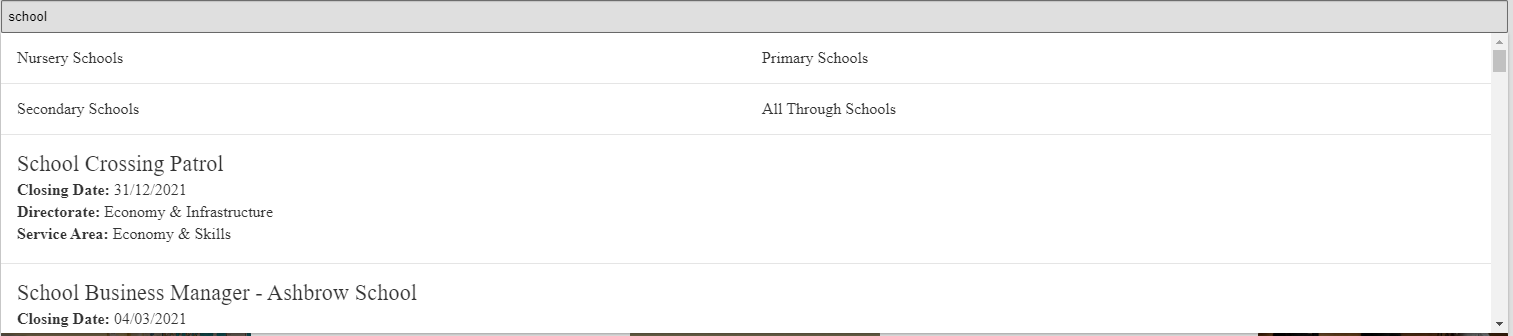 school
Nursery Schools Primary Schools
Secondary Schools All Through Schools
School Crossing Patrol
Closing Date: 31/12/2021
Directorate: Economy & Infrastructure
Service Area: Economy & Skills
School Business Manager - Ashbrow School
Closing Date: 04/03/2021